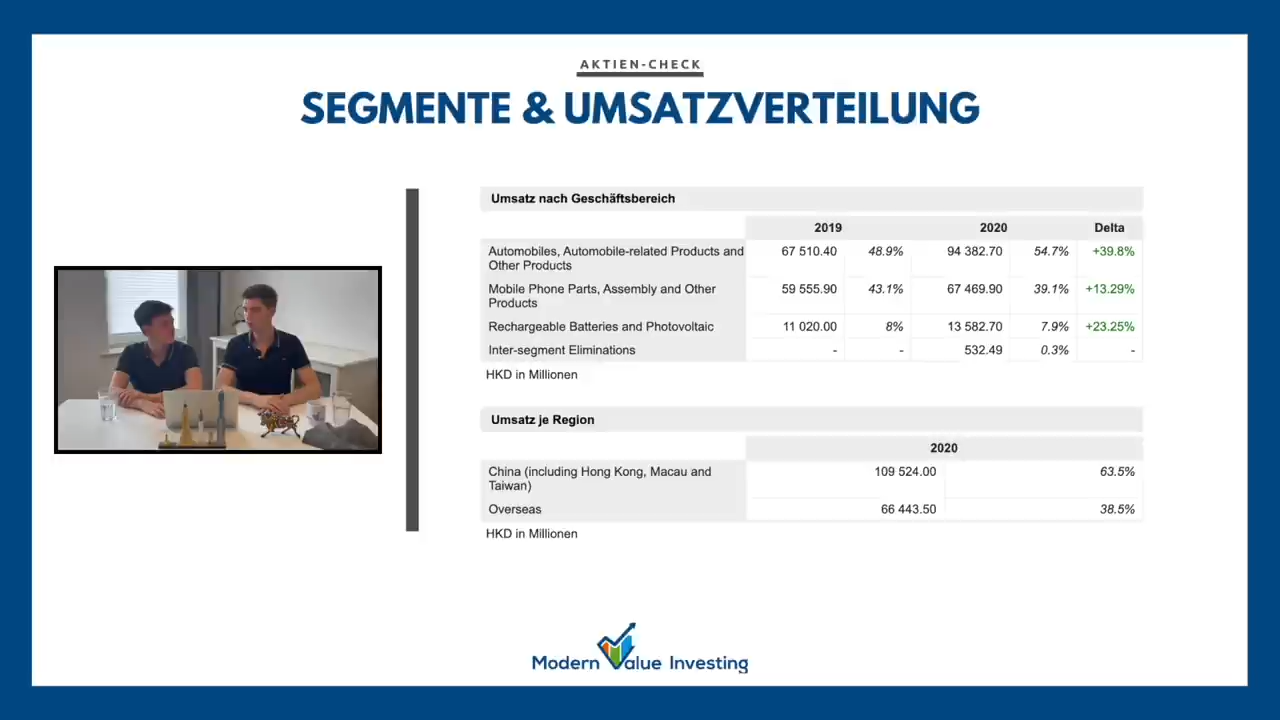 AKTIEN-CHECK
SEGMENTE & UMSATZVERTEILUNG
Umsatz nach Geschäftsbereich
2019 2020 Delta
Automobiles, Automobile-related Products and 67 510.40 48.9% 94 382.70 54.7% +39.8%
Other Products
Mobile Phone Parts, Assembly and Other 59 555.90 43.1% 67 469.90 39.1% +13.29%
Products
Rechargeable Batteries and Photovoltaic 11 020.00 8% 13 582.70 7.9% +23.25%
Inter-segment Eliminations - - 532.49 0.3% -
HKD in Millionen
Umsatz je Region
2020
China (including Hong Kong, Macau and 109 524.00 63.5%
Taiwan)
Overseas 66 443.50 38.5%
HKD in Millionen
Modern Value Investing